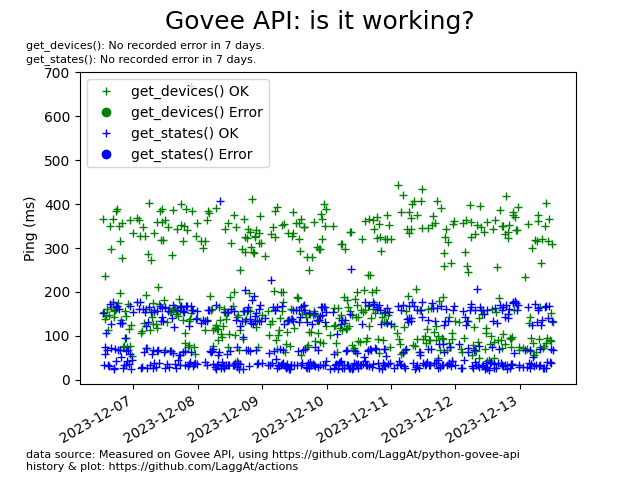 Govee API: is it working?
get_devices(): No recorded error in 7 days.
get_states(): No recorded error in 7 days.
700
600
500
400
300
200
100
0
Ping (ms)
get_devices() OK
get_devices() Error
get_states() OK
get_states() Error
2023-12-07
2023-12-08
2023-12-09
2023-12-10
2023-12-11
2023-12-12
2023-12-13
data source: Measured on Govee API, using https://github.com/LaggAt/python-govee-api
history & plot: https://github.com/LaggAt/actions